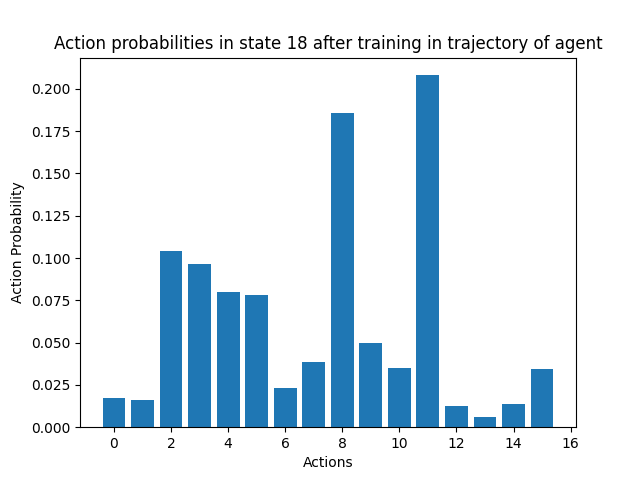 Action probabilities in state 18 after training in trajectory of agent
0.200
0.175
0.150
0.125
0.100
0.075
0.050
0.025
0.000
Action Probability
0 2 4 6 8 10 12 14 16
Actions